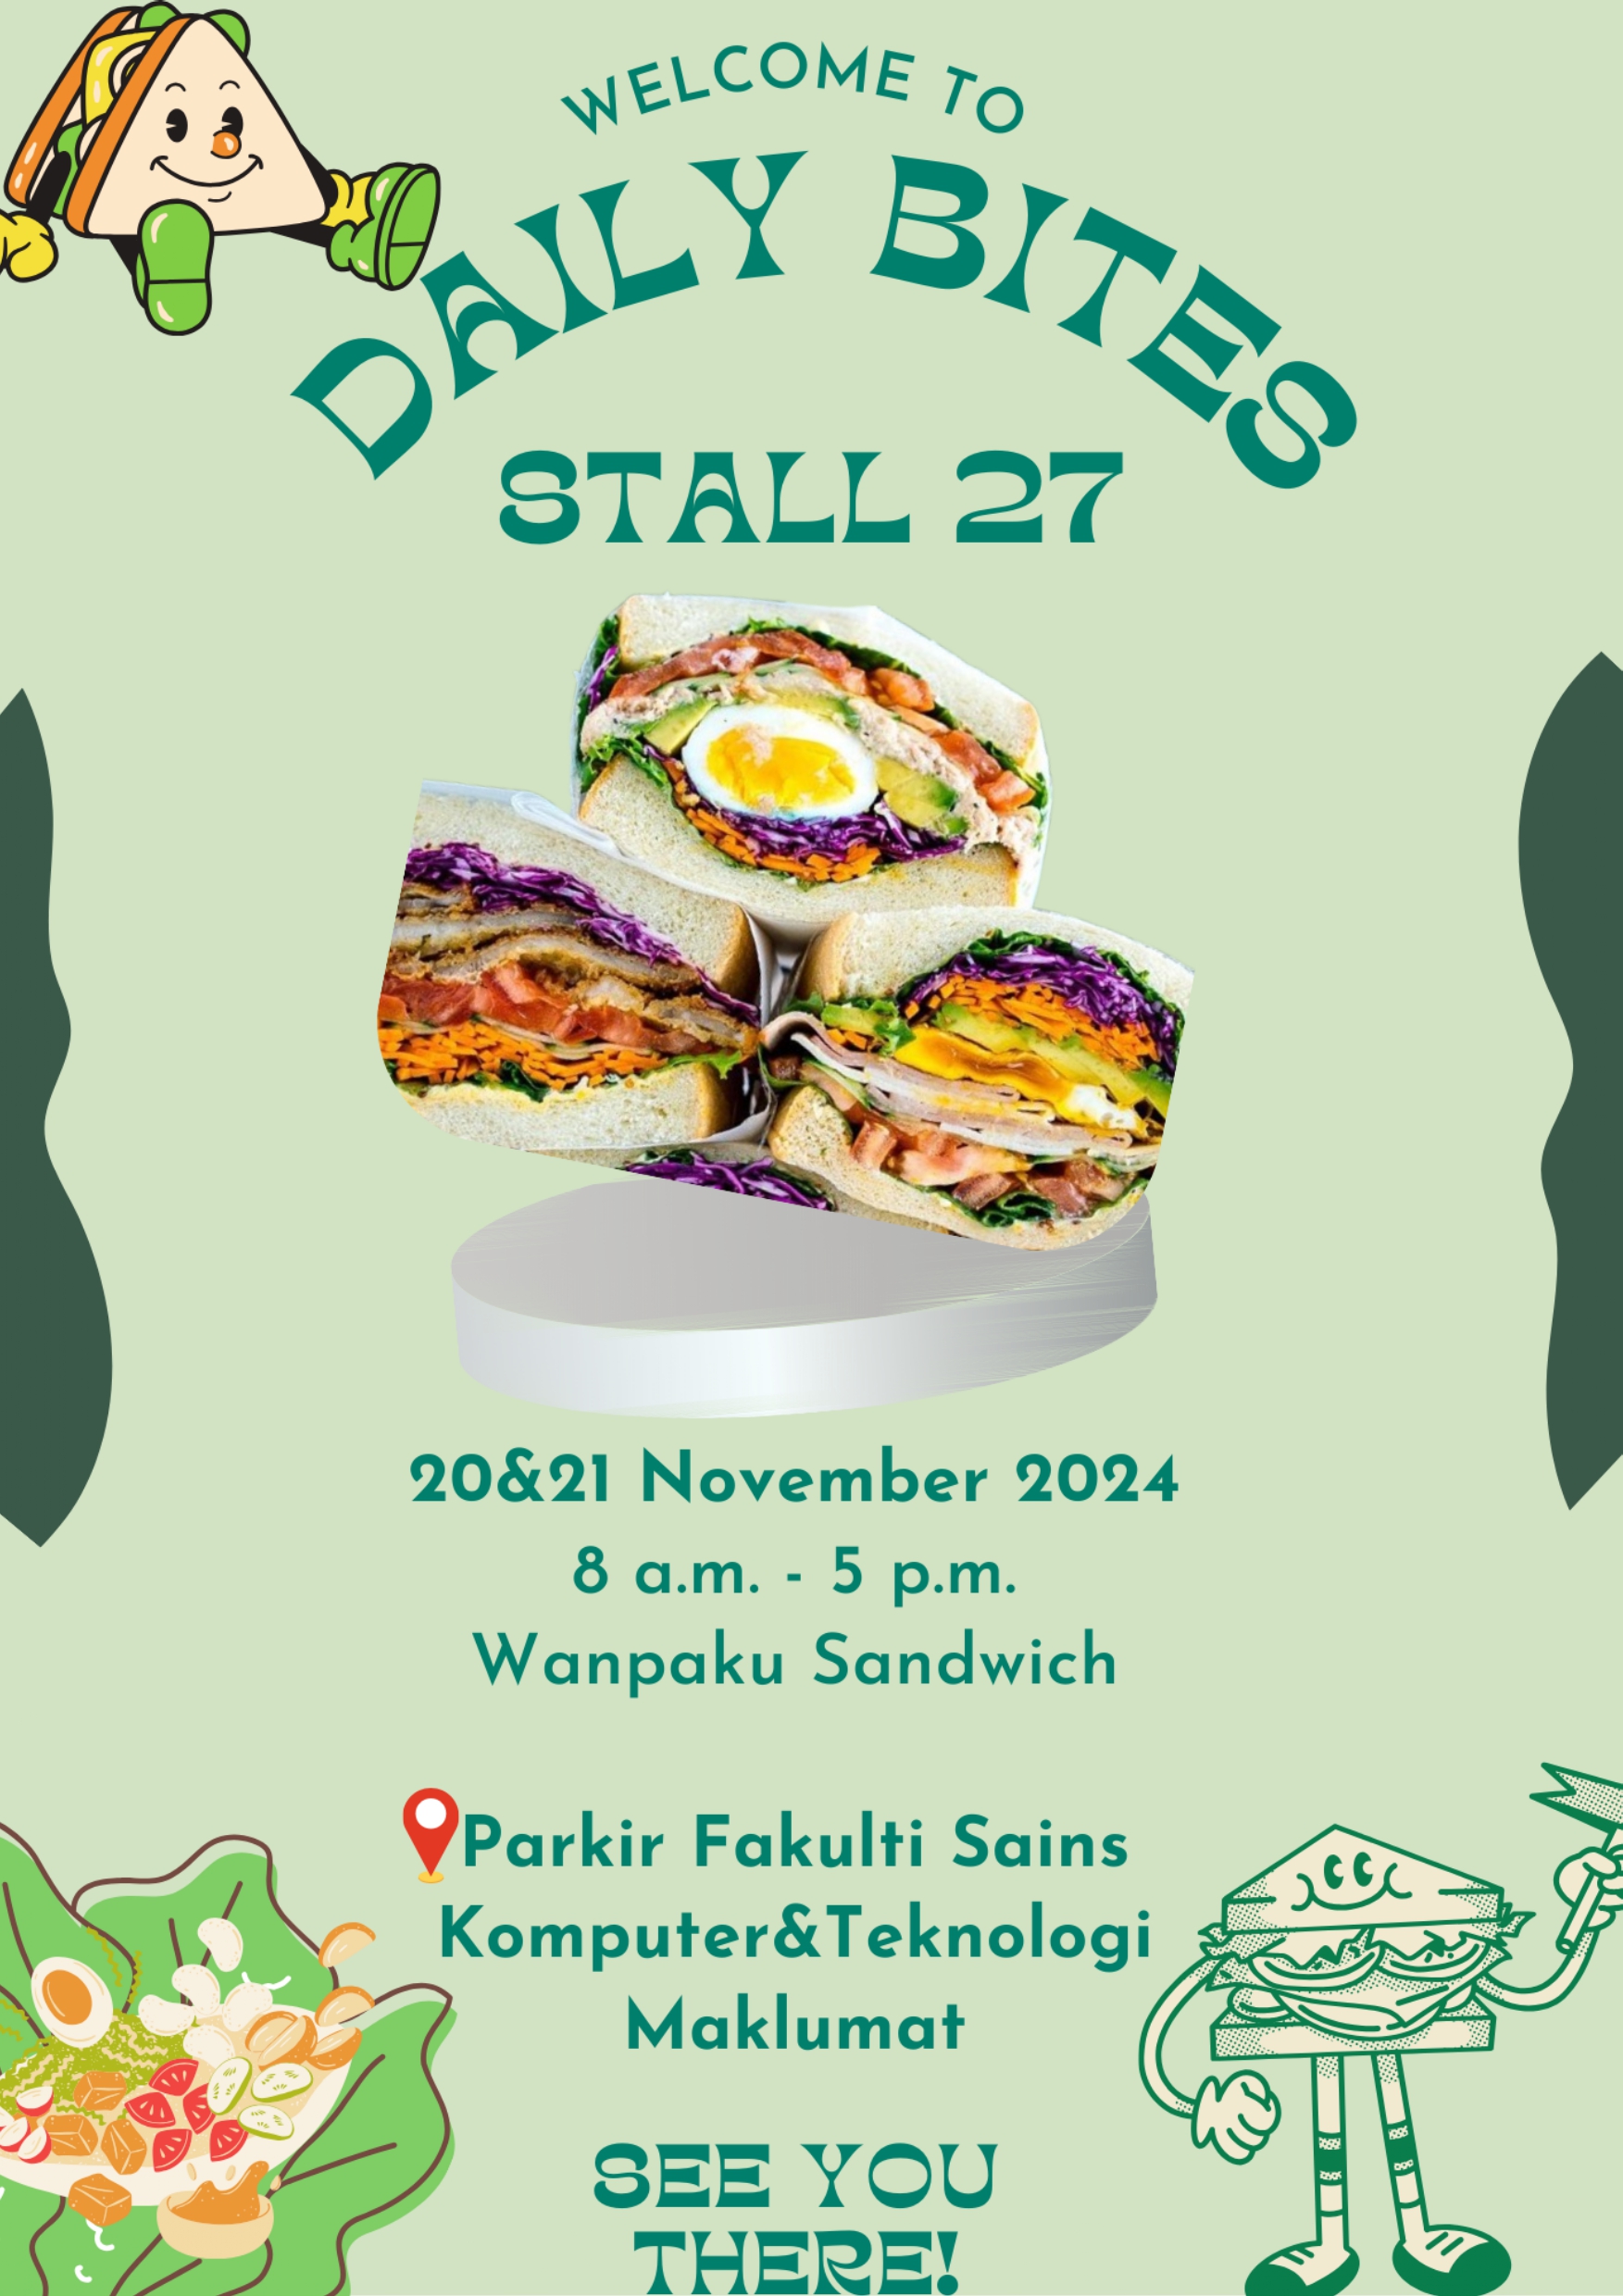 WELCOME TO
DAILY BITES
STALL 27
20&21 November 2024
8 a.m. - 5 p.m.
Wanpaku Sandwich
Parkir Fakulti Sains
Komputer&Teknologi
Maklumat
SEE YOU
THERE!